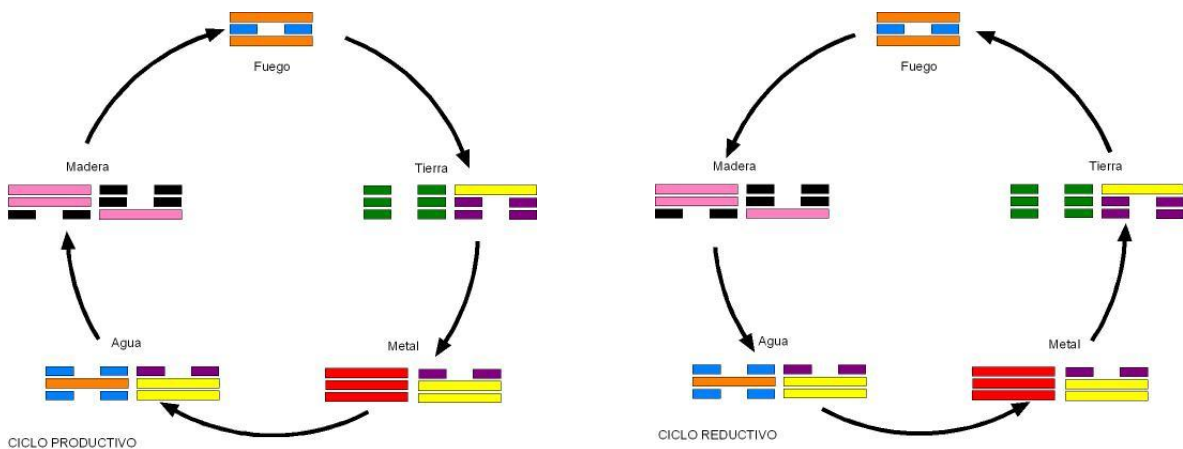 Fuego
Madera
Tierra
Agua
Metal
CICLO PRODUCTIVO
Fuego
Madera
Tierra
Agua
Metal
CICLO REDUCTIVO